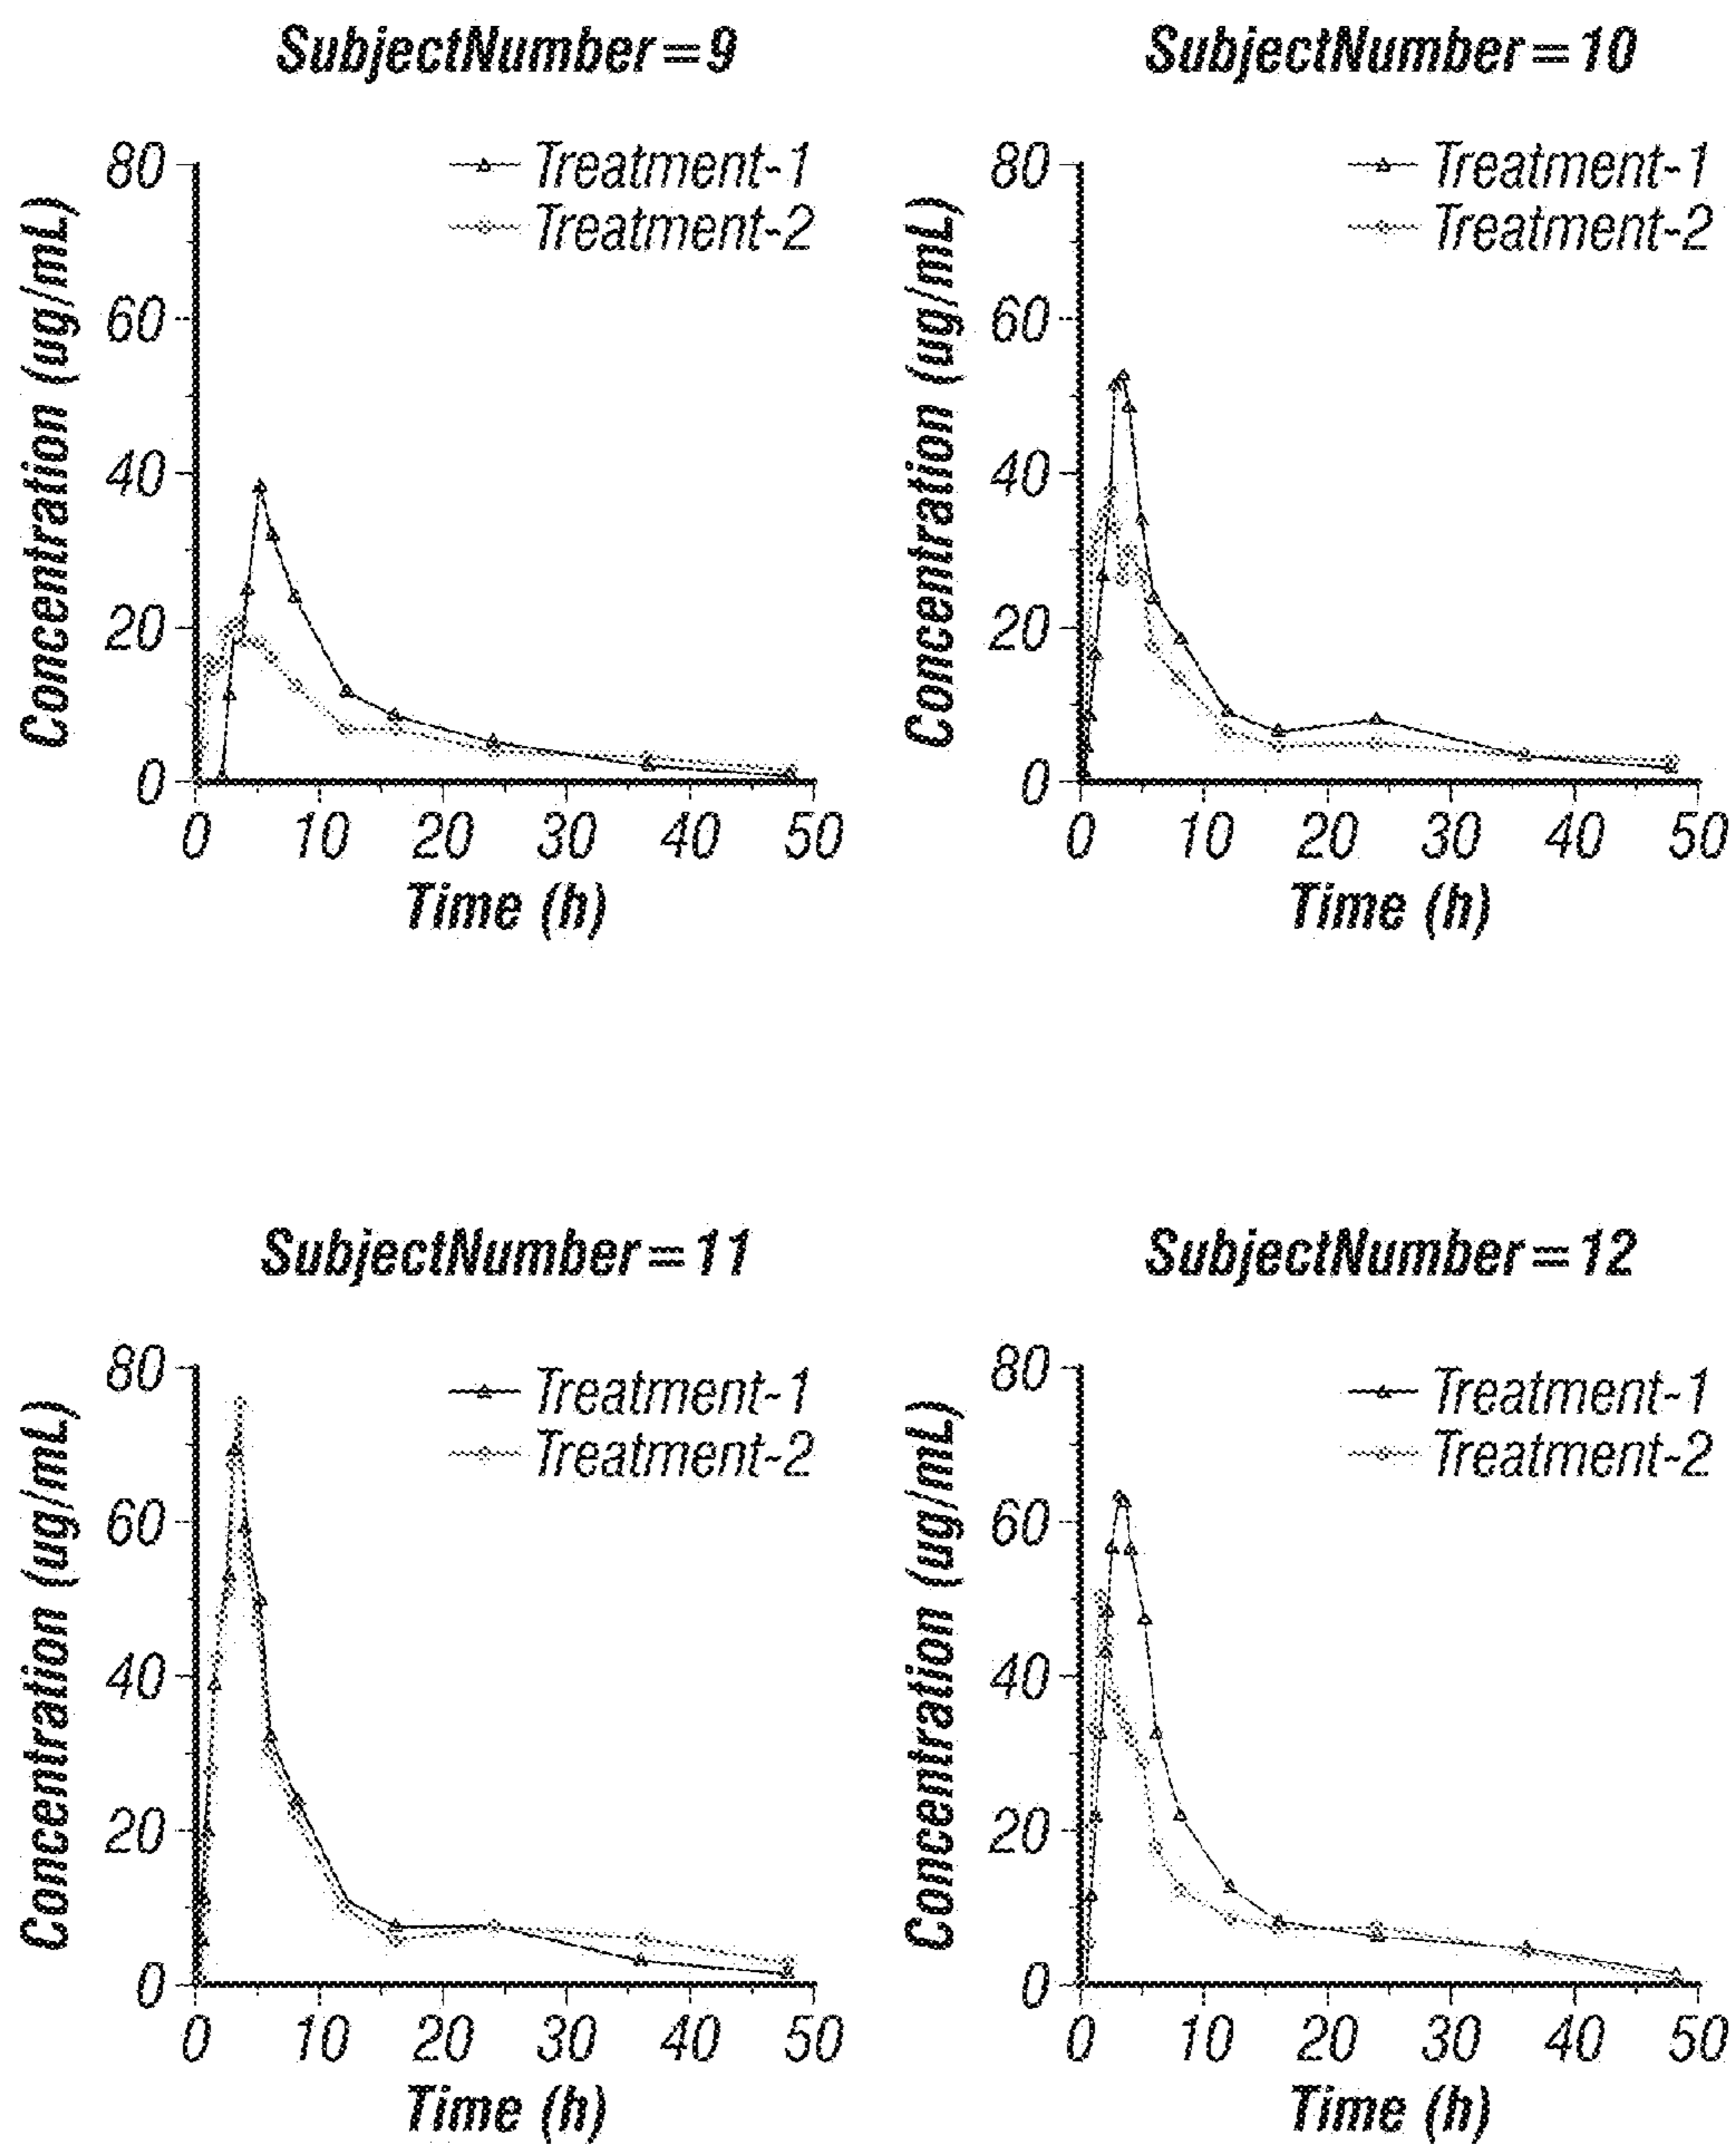 SubjectNumber=9
Concentration (ug/mL)
80
60
40
20
0
Treatment-1
Treatment-2
0 10 20 30 40 50
Time (h)
SubjectNumber=10
Concentration (ug/mL)
80
60
40
20
0
Treatment-1
Treatment-2
0 10 20 30 40 50
Time (h)
SubjectNumber=11
Concentration (ug/mL)
80
60
40
20
0
Treatment-1
Treatment-2
0 10 20 30 40 50
Time (h)
SubjectNumber=12
Concentration (ug/mL)
80
60
40
20
0
Treatment-1
Treatment-2
0 10 20 30 40 50
Time (h)